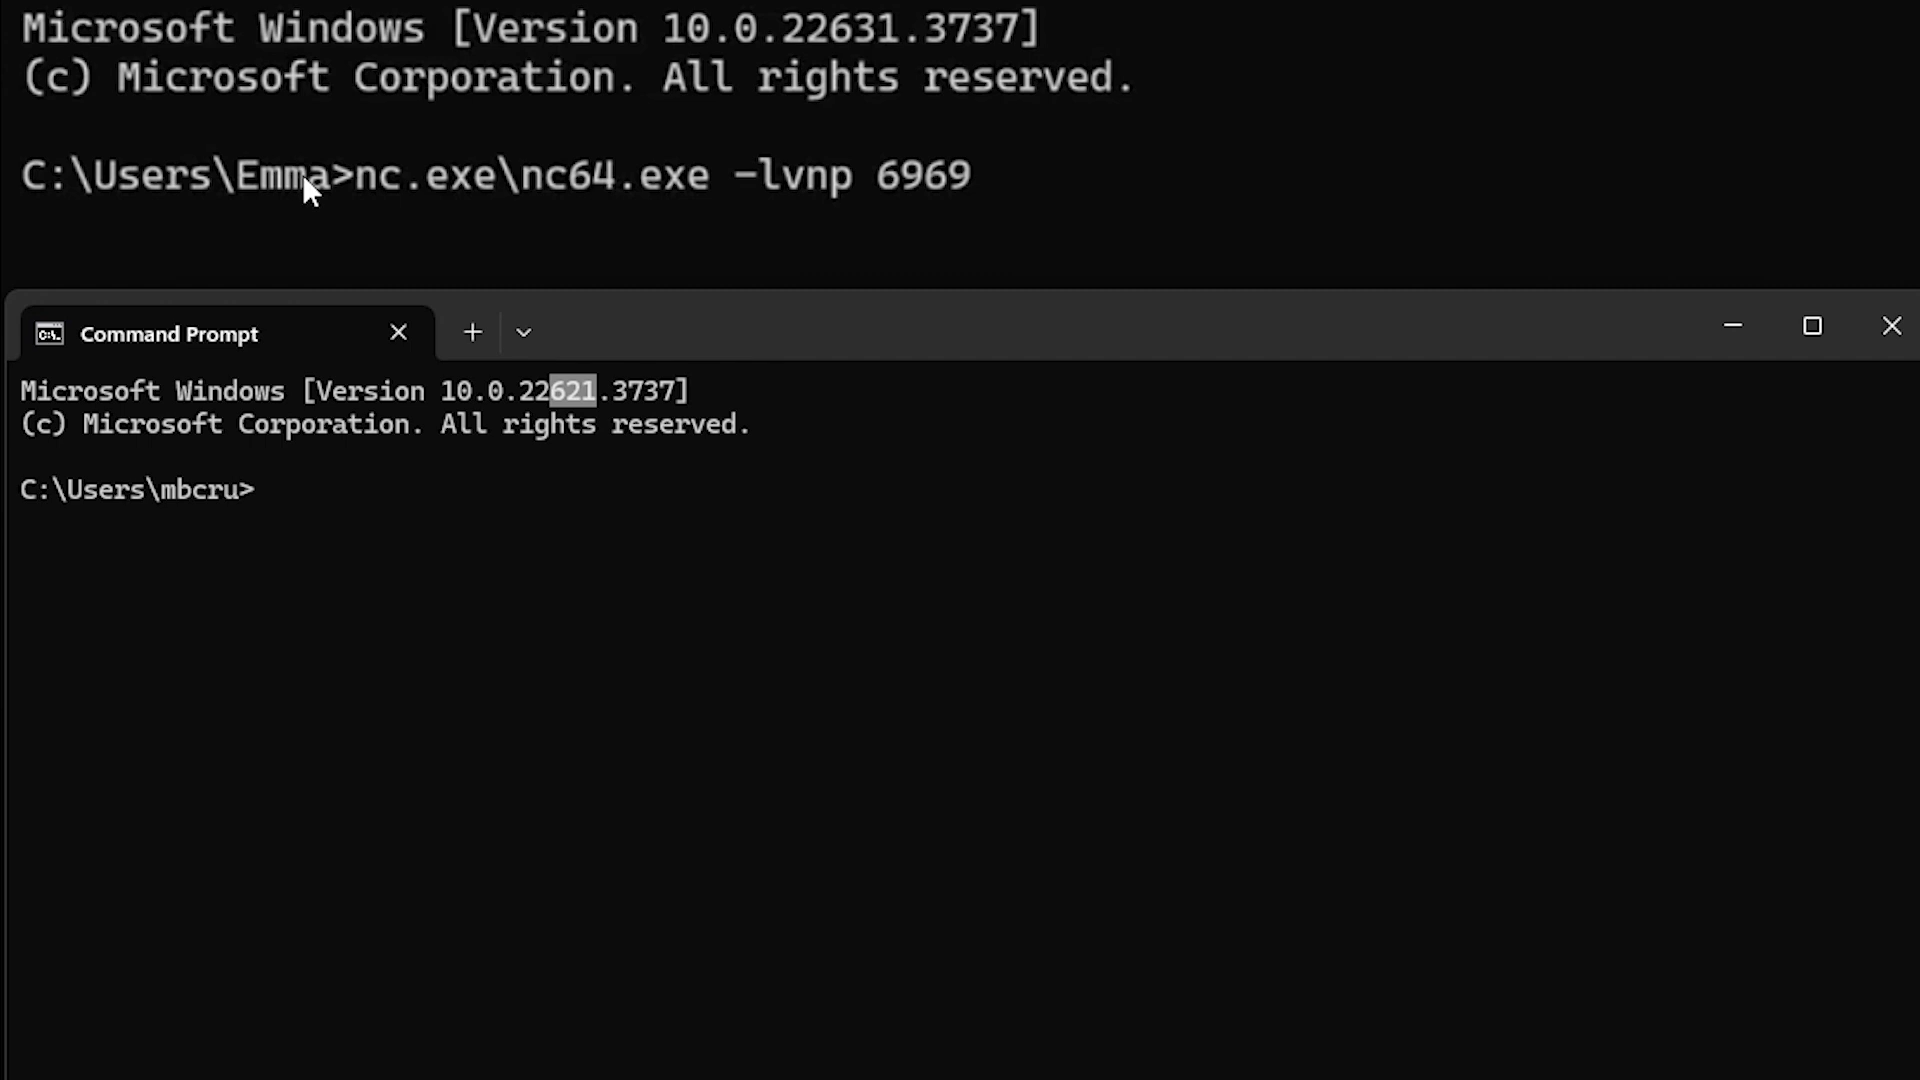 Microsoft Windows [Version 10.0.22631.3737]
(c) Microsoft Corporation. All rights reserved.
C:\Users\Emma>nc.exe\nc64.exe -lvnp 6969
Command Prompt
Microsoft Windows [Version 10.0.22621.3737]
(c) Microsoft Corporation. All rights reserved.
C:\Users\mbcru>